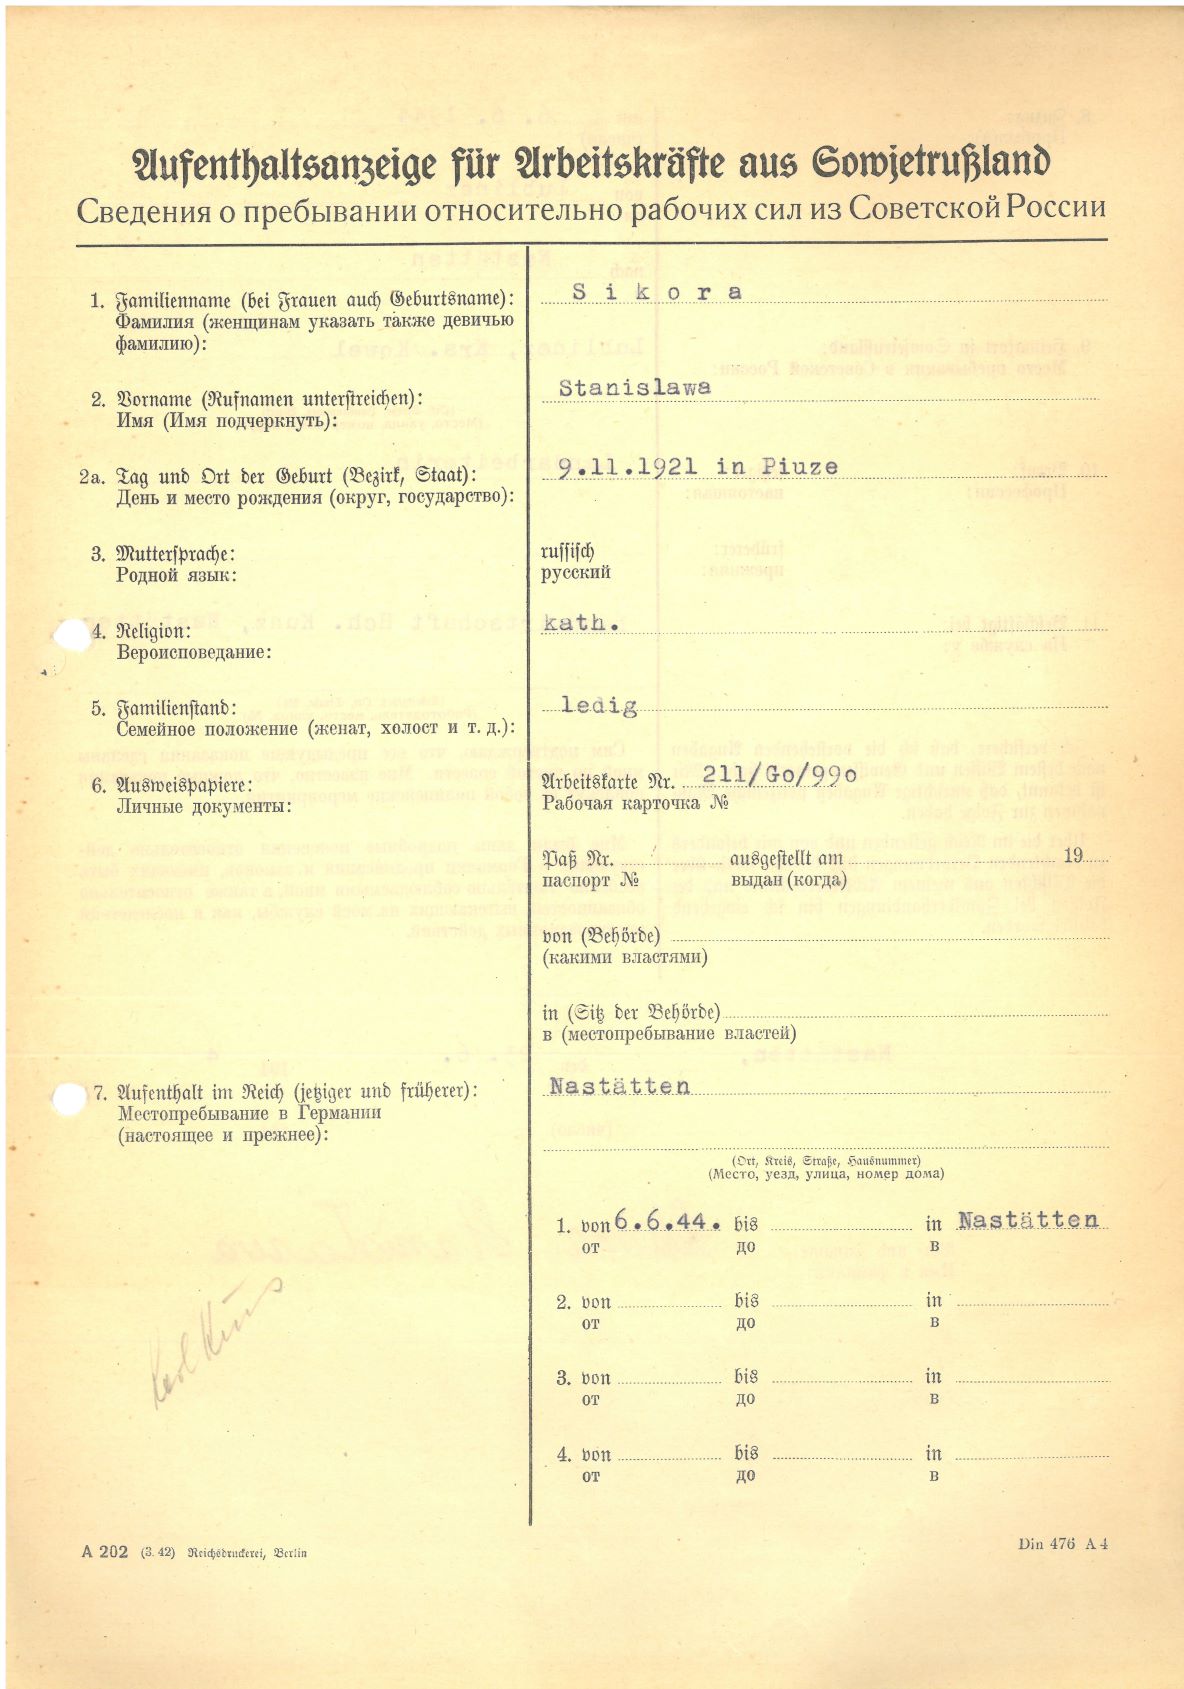 Aufenthaltsanzeige für Arbeitskräfte aus Sowjetrußland
Сведения о пребывании относительно рабочих сил из Советской России
1. Familienname (bei Frauen auch Geburtsname): Sikora
Фамилия (женщинам указать также девичью
фамилию):
2. Vorname (Rufnamen unterstreichen): Stanislawa
Имя (Имя подчеркнуть):
2a. Tag und Ort der Geburt (Bezirk, Staat): 9.11.1921 in Piuze
День и место рождения (округ, государство):
3. Muttersprache: russisch
Родной язык: русский
4. Religion: kath.
Вероисповедание:
5. Familienstand: ledig
Семейное положение (женат, холост и т. д.):
6. Ausweispapiere: Arbeitskarte Nr. 211/Go/990
Личные документы: Рабочая карточка №
Paß Nr. ausgestellt am 19
паспорт № выдан (когда)
von (Behörde)
(какими властями)
in (Sitz der Behörde)
в (местопребывание властей)
7. Aufenthalt im Reich (jetziger und früherer): Nastätten
Местопребывание в Германии
(настоящее и прежнее):
(Ort, Kreis, Straße, Hausnummer)
(Место, уезд, улица, номер дома)
1. von 6.6.44. bis in Nastätten
от до в
2. von bis in
от до в
3. von bis in
от до в
4. von bis in
от до в
Karl Kuns
A 202 (3. 42) Reichsdruckerei, Berlin
Din 476 A 4